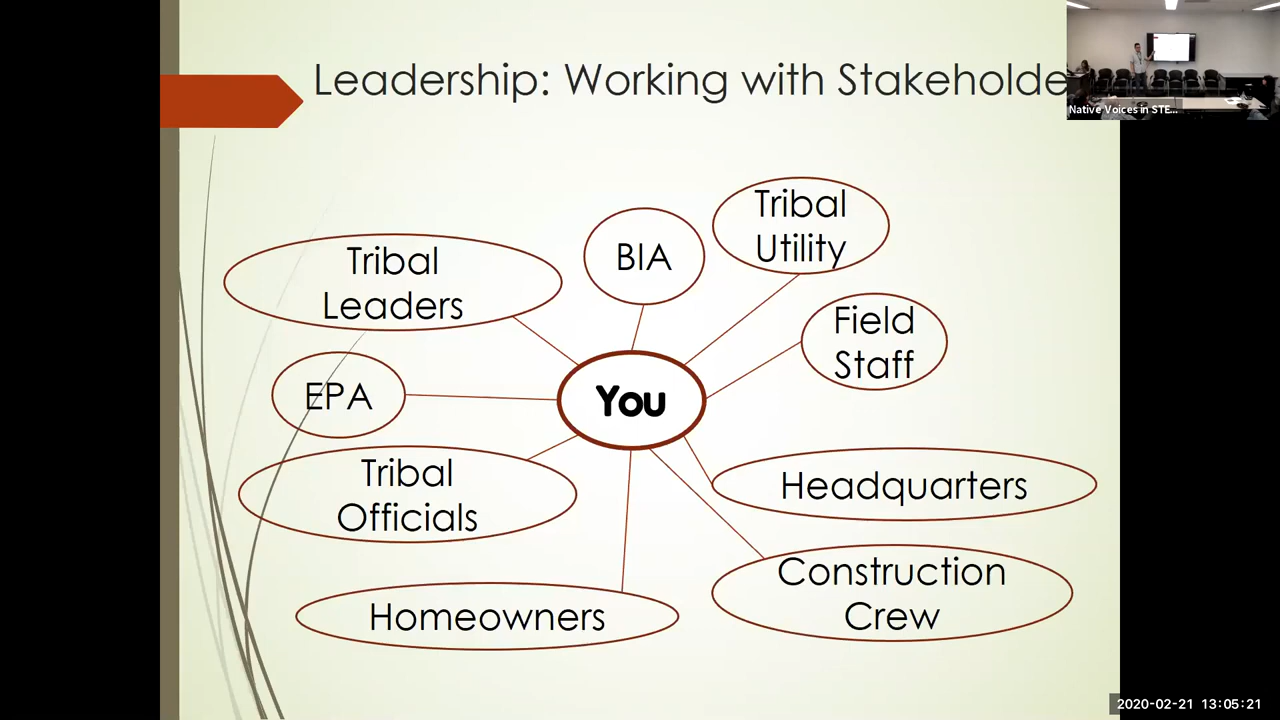 Leadership: Working with Stakeholde
Native Voices in STE...
Tribal
Utility
BIA
Tribal
Leaders
Field
Staff
EPA
You
Tribal
Officials
Headquarters
Construction
Crew
Homeowners
2020-02-21 13:05:21